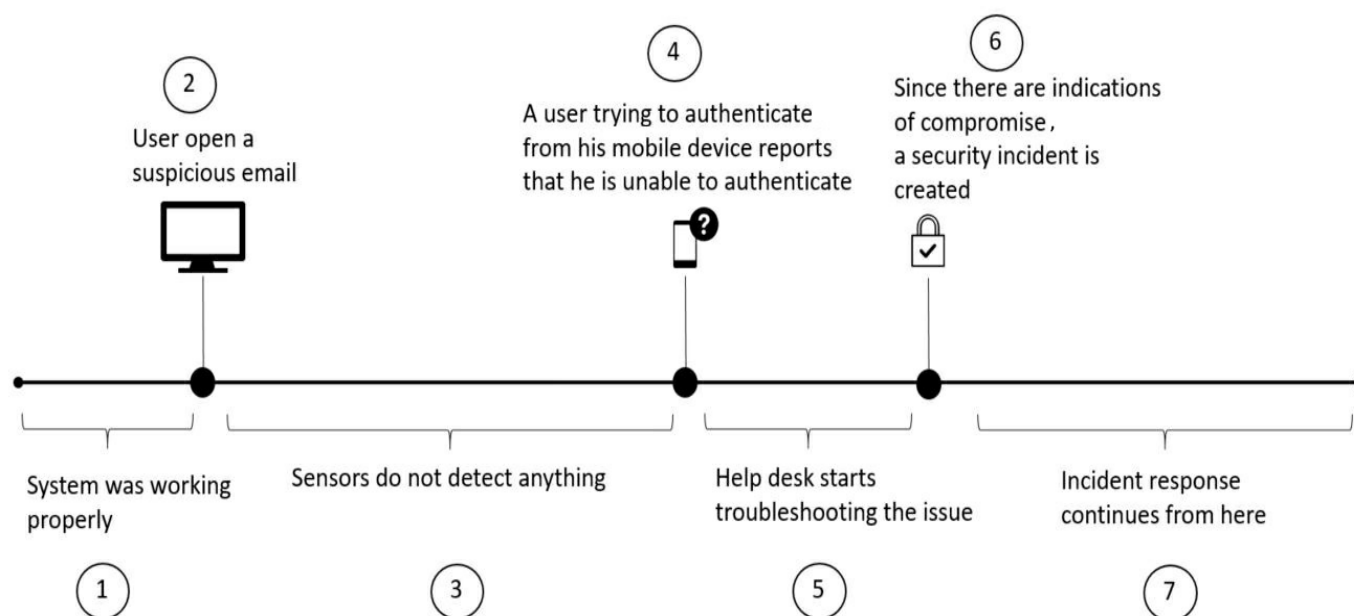 1
System was working
properly
2
User open a
suspicious email
3
Sensors do not detect anything
4
A user trying to authenticate
from his mobile device reports
that he is unable to authenticate
?
5
Help desk starts
troubleshooting the issue
6
Since there are indications
of compromise,
a security incident is
created
7
Incident response
continues from here